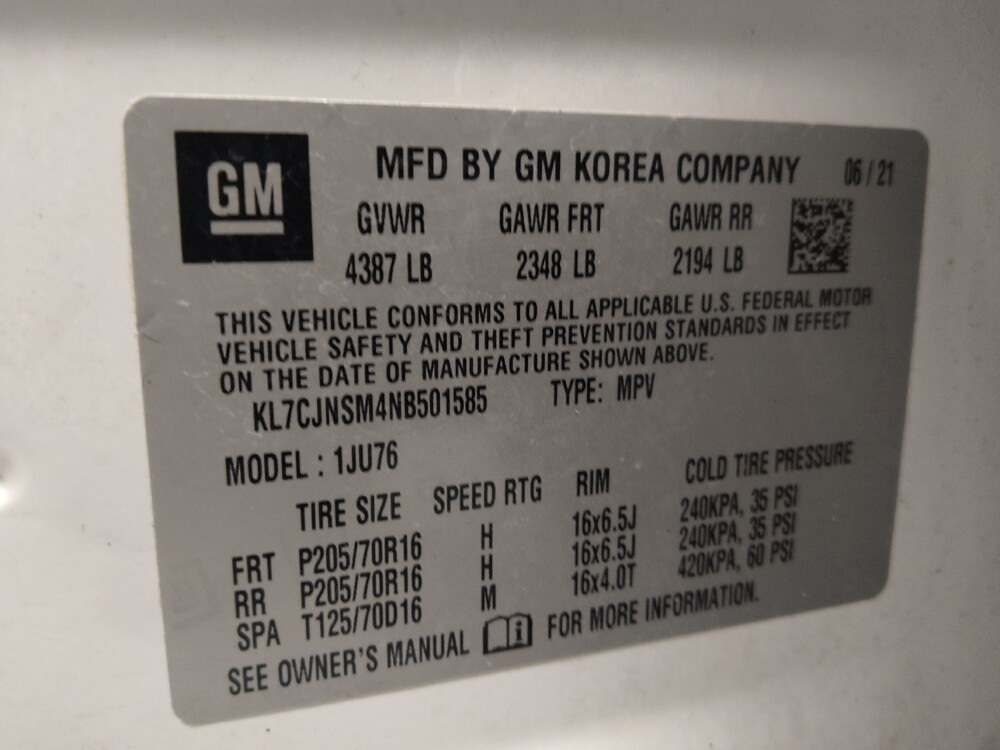 GM
MFD BY GM KOREA COMPANY 06 / 21
GVWR GAWR FRT GAWR RR
4387 LB 2348 LB 2194 LB
THIS VEHICLE CONFORMS TO ALL APPLICABLE U.S. FEDERAL MOTOR
VEHICLE SAFETY AND THEFT PREVENTION STANDARDS IN EFFECT
ON THE DATE OF MANUFACTURE SHOWN ABOVE.
KL7CJNSM4NB501585 TYPE: MPV
MODEL : 1JU76
TIRE SIZE SPEED RTG RIM COLD TIRE PRESSURE
FRT P205/70R16 H 16x6.5J 240KPA, 35 PSI
RR P205/70R16 H 16x6.5J 240KPA, 35 PSI
SPA T125/70D16 M 16x4.0T 420KPA, 60 PSI
SEE OWNER'S MANUAL i FOR MORE INFORMATION.